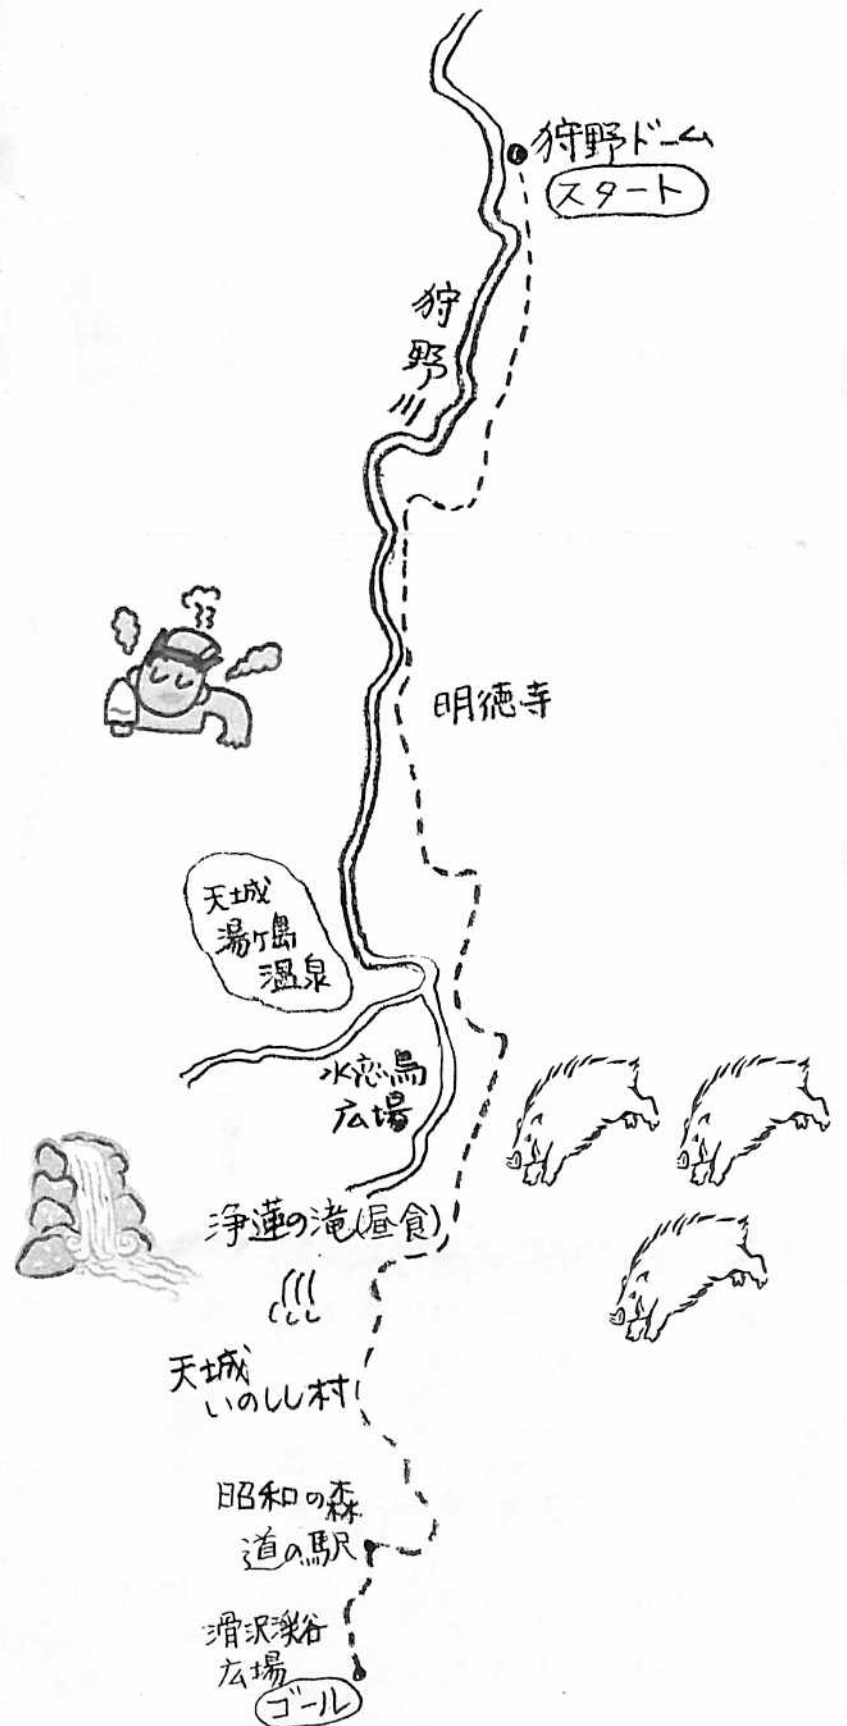 狩野ドーム
スタート
狩
野
川
明徳寺
天城
湯ヶ島
温泉
水恋鳥
広場
浄蓮の滝(昼食)
天城
いのしし村
昭和の森
道の駅
滑沢渓谷
広場
ゴール